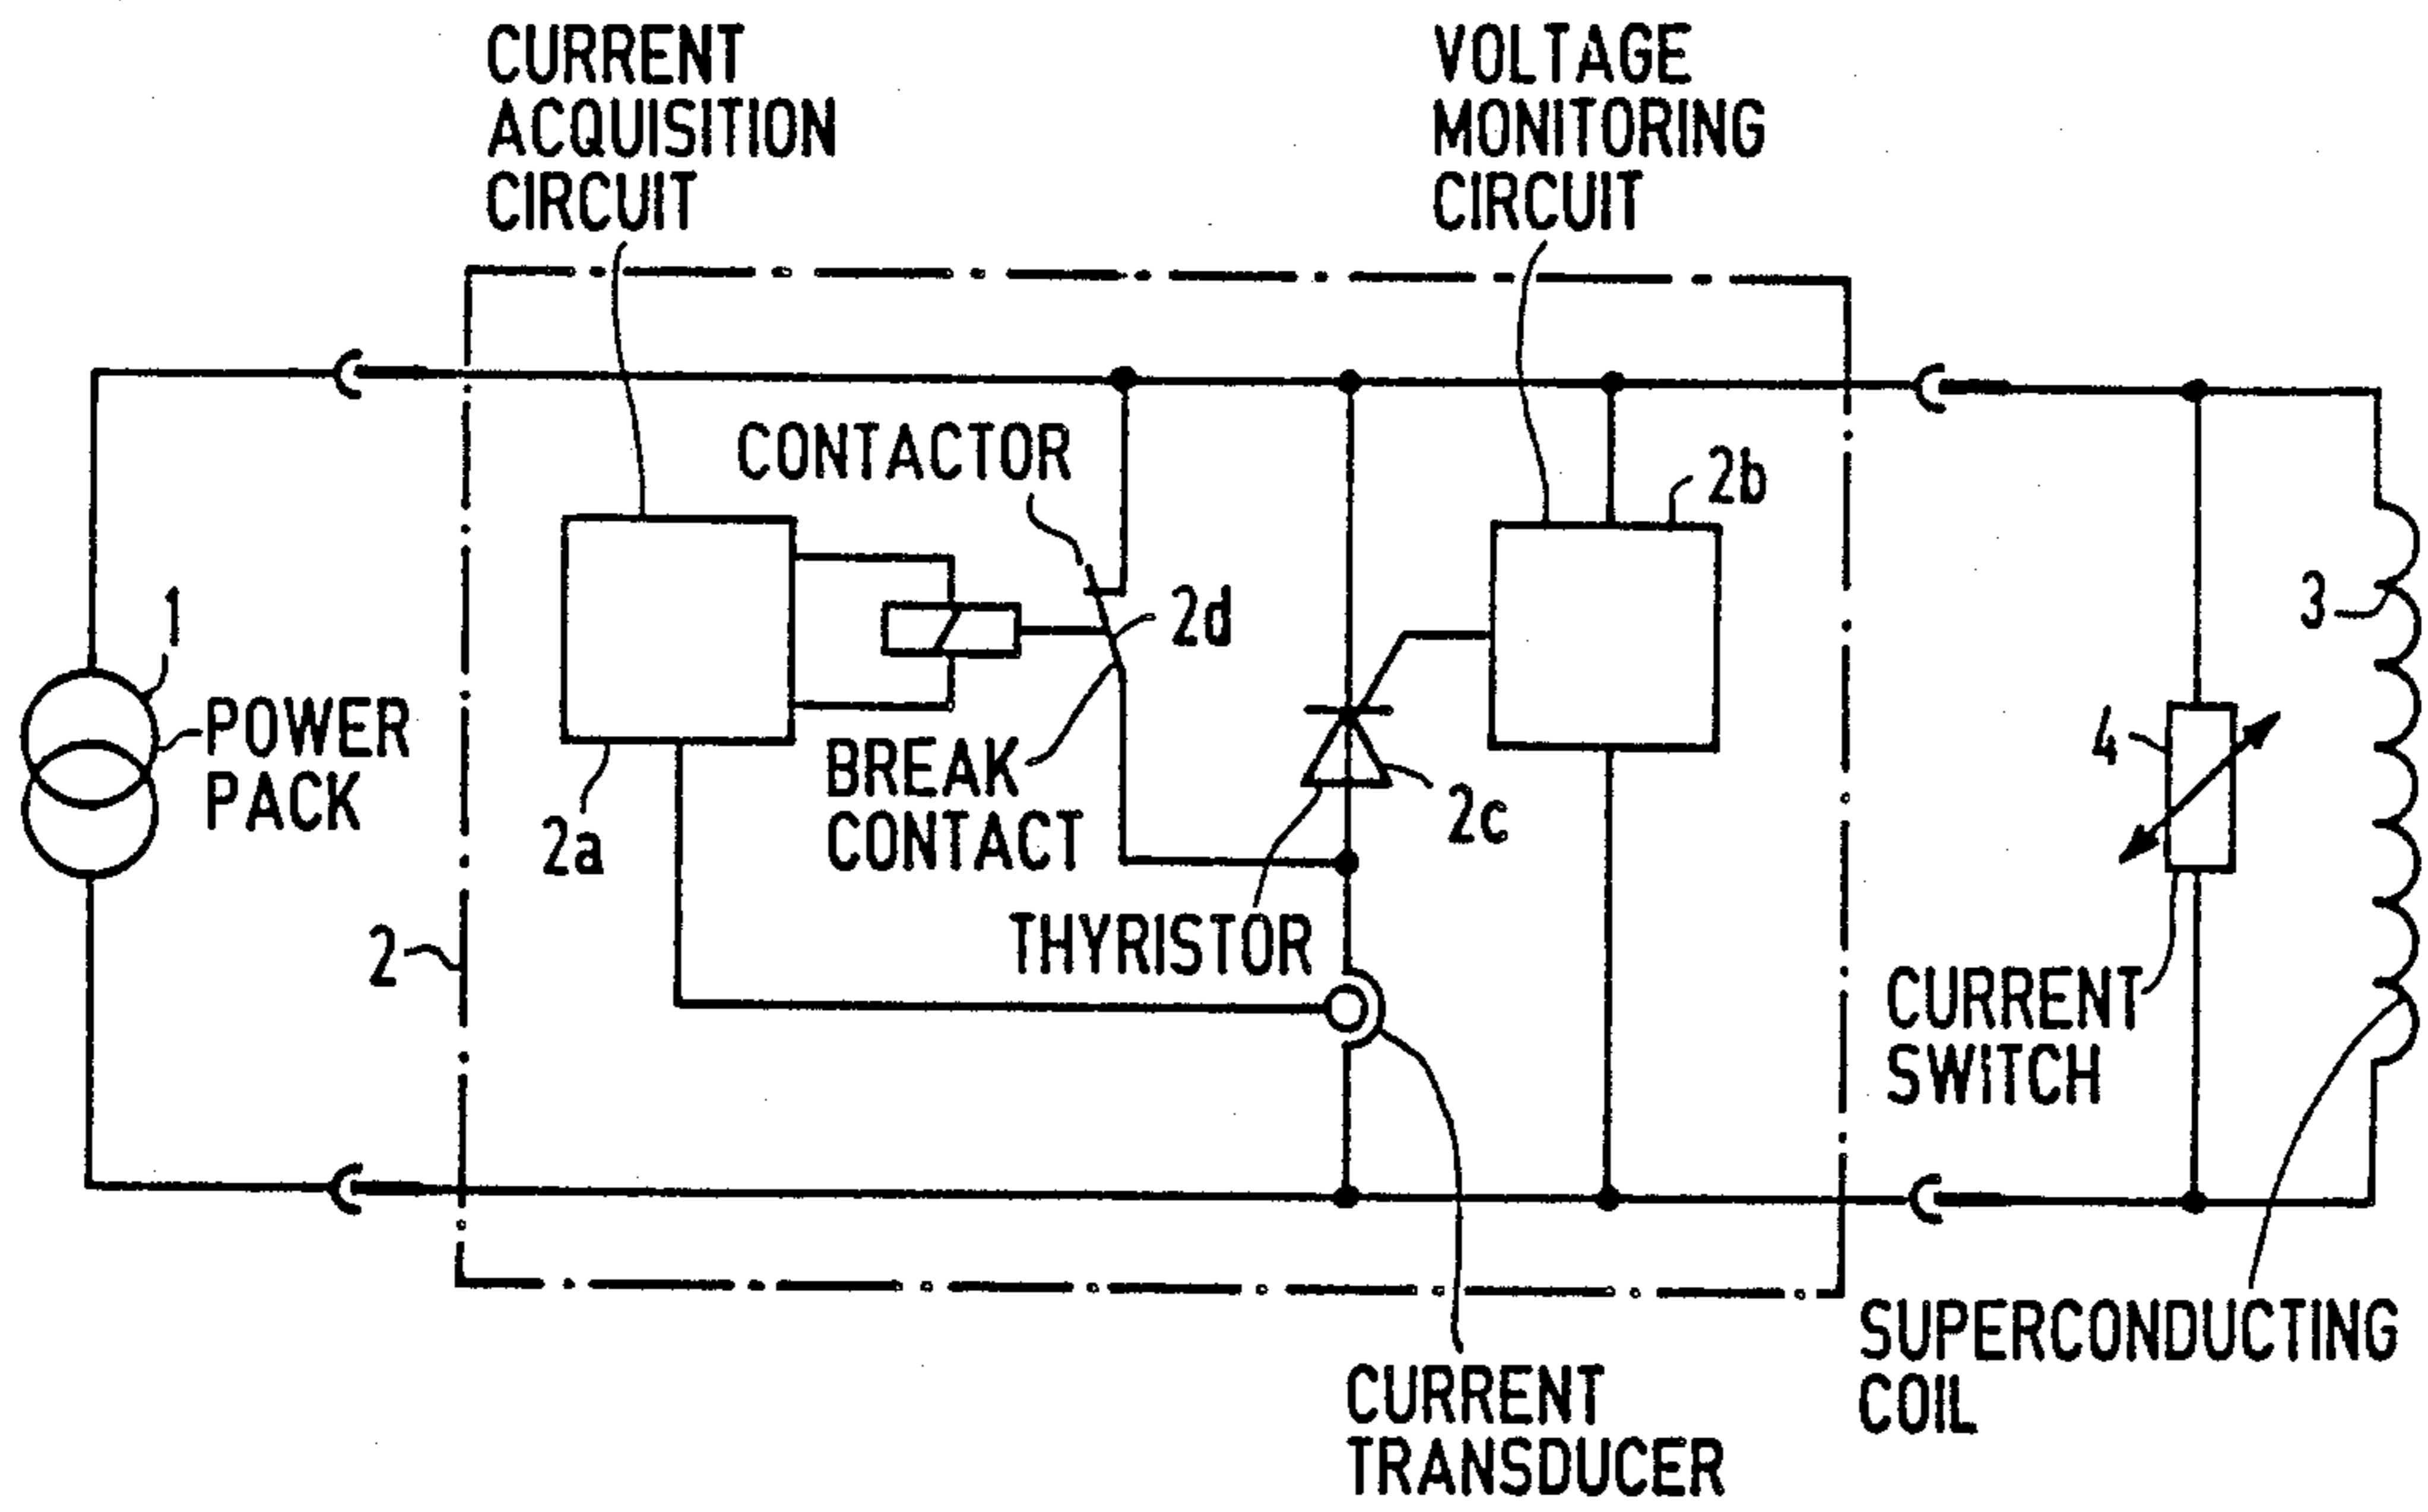 CURRENT
ACQUISITION
CIRCUIT
VOLTAGE
MONITORING
CIRCUIT
CONTACTOR
2b
1
2d
3
POWER
PACK
BREAK
CONTACT
4
2a
2c
THYRISTOR
2
CURRENT
SWITCH
SUPERCONDUCTING
COIL
CURRENT
TRANSDUCER